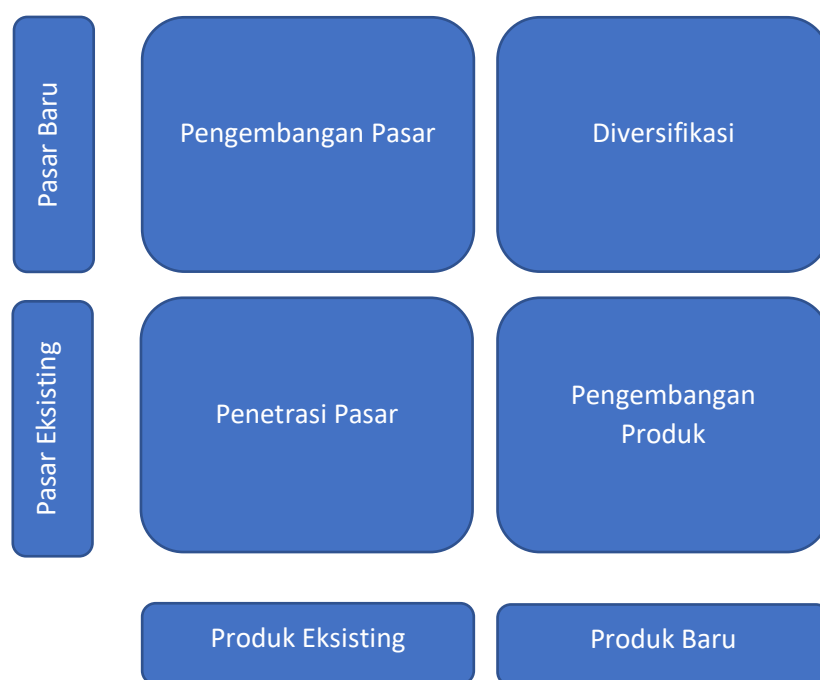 Pasar Baru
Pengembangan Pasar
Diversifikasi
Pasar Eksisting
Penetrasi Pasar
Pengembangan
Produk
Produk Eksisting
Produk Baru